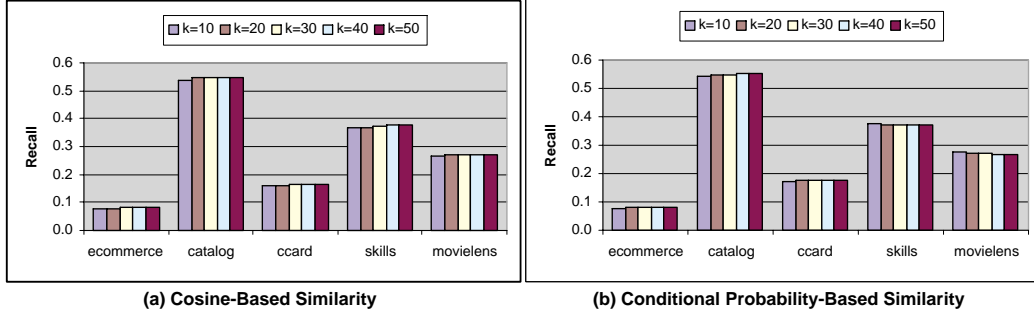 k=10 k=20 k=30 k=40 k=50
0.6
0.5
0.4
0.3
0.2
0.1
0.0
Recall
ecommerce catalog ccard skills movielens
(a) Cosine-Based Similarity
k=10 k=20 k=30 k=40 k=50
0.6
0.5
0.4
0.3
0.2
0.1
0.0
Recall
ecommerce catalog ccard skills movielens
(b) Conditional Probability-Based Similarity